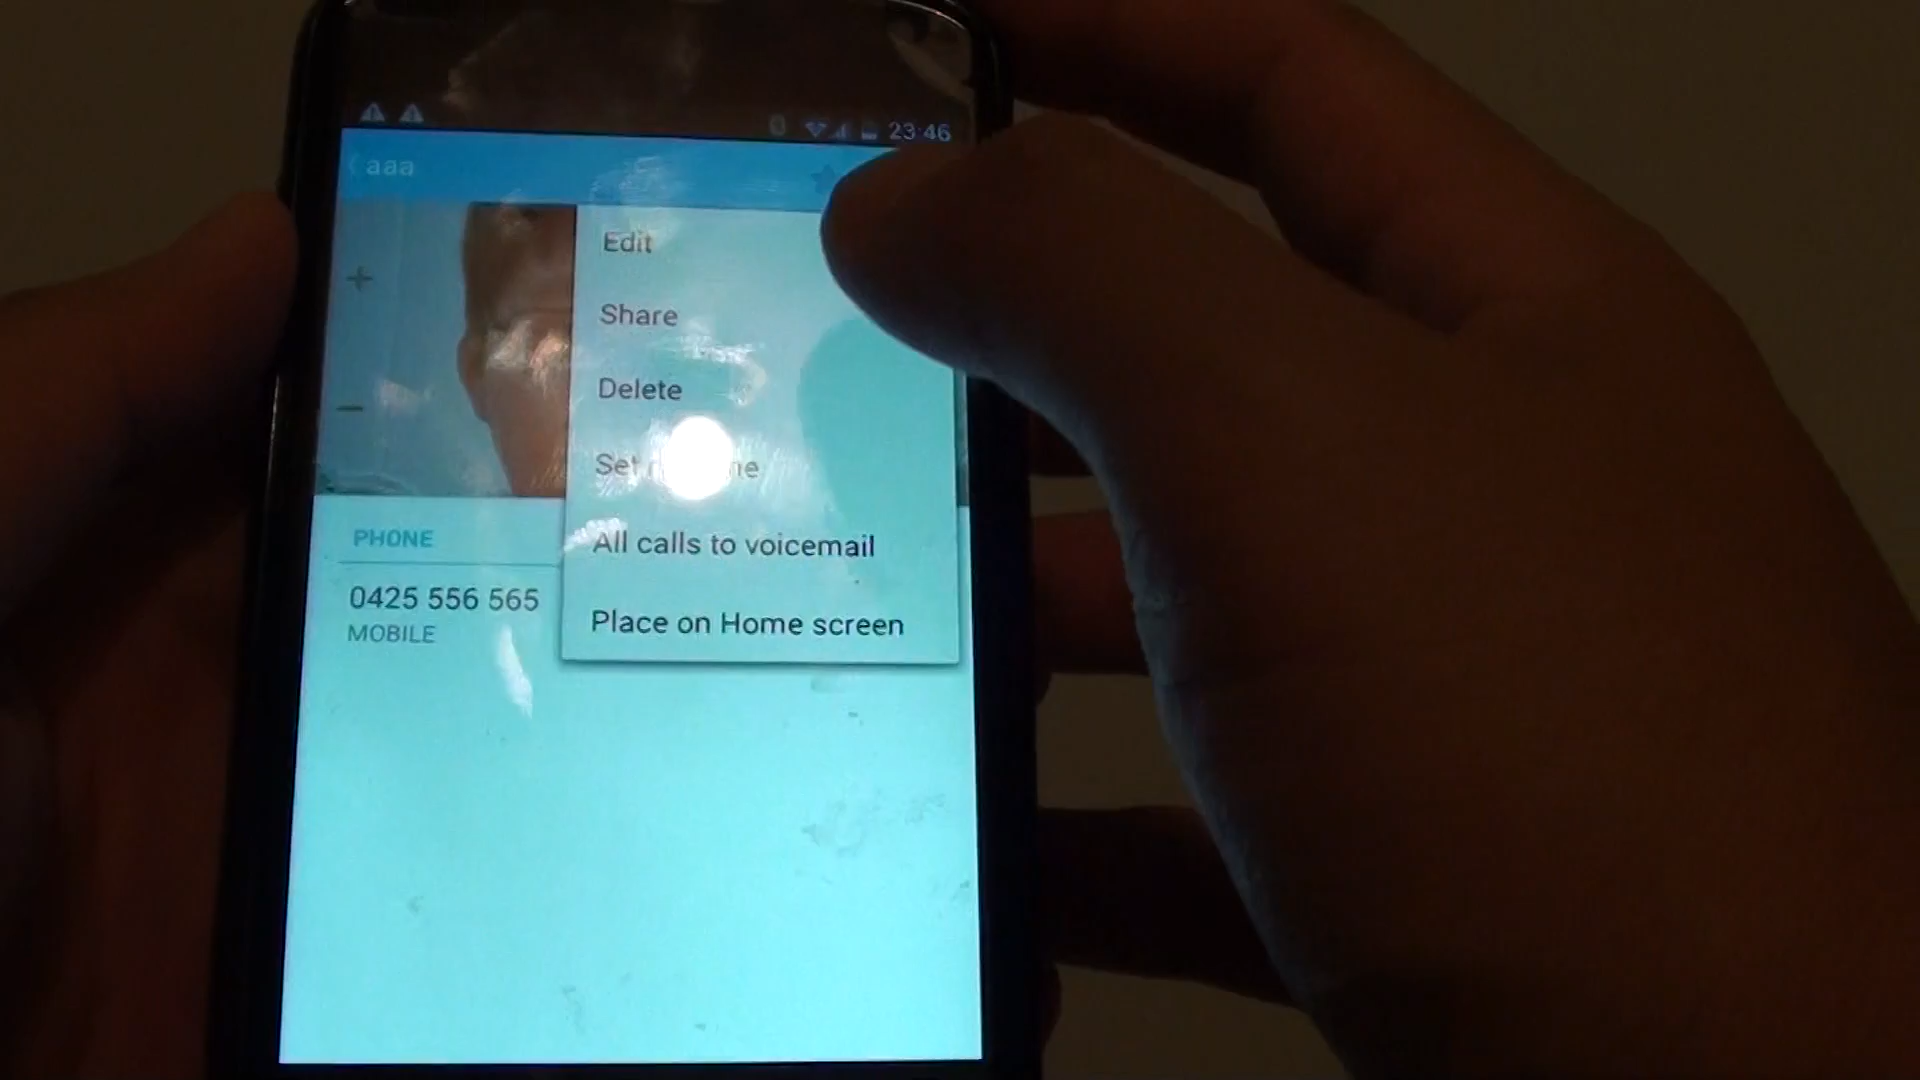 23:46
aaa
Edit
Share
Delete
Set
All calls to voicemail
Place on Home screen
PHONE
0425 556 565
MOBILE